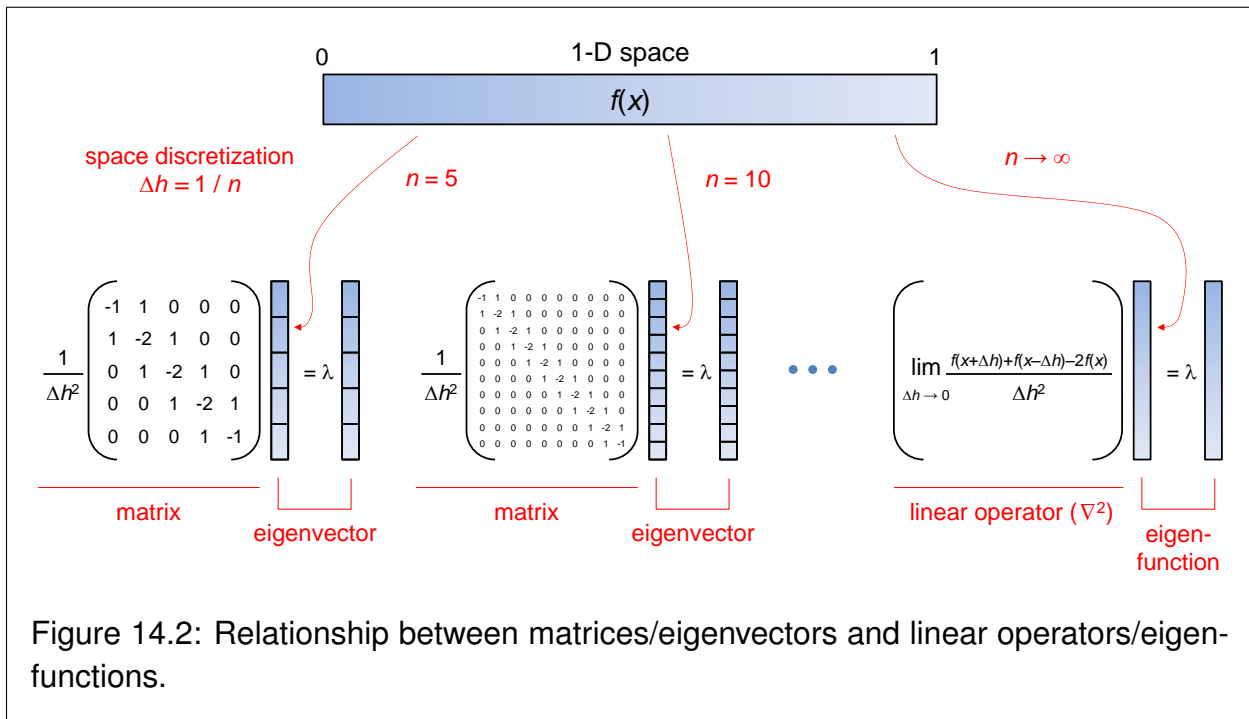 0 1-D space 1
f(x)
space discretization
Δh = 1 / n
n = 5
n = 10
n → ∞
1
Δh²
-1 1 0 0 0
1 -2 1 0 0
0 1 -2 1 0
0 0 1 -2 1
0 0 0 1 -1
= λ
matrix
eigenvector
1
Δh²
-1 1 0 0 0 0 0 0 0 0
1 -2 1 0 0 0 0 0 0 0
0 1 -2 1 0 0 0 0 0 0
0 0 1 -2 1 0 0 0 0 0
0 0 0 1 -2 1 0 0 0 0
0 0 0 0 1 -2 1 0 0 0
0 0 0 0 0 1 -2 1 0 0
0 0 0 0 0 0 1 -2 1 0
0 0 0 0 0 0 0 1 -2 1
0 0 0 0 0 0 0 0 1 -1
= λ
matrix
eigenvector
• • •
lim f(x+Δh)+f(x–Δh)–2f(x)
Δh → 0 Δh²
= λ
linear operator (∇²)
eigen-
function
Figure 14.2: Relationship between matrices/eigenvectors and linear operators/eigen-
functions.